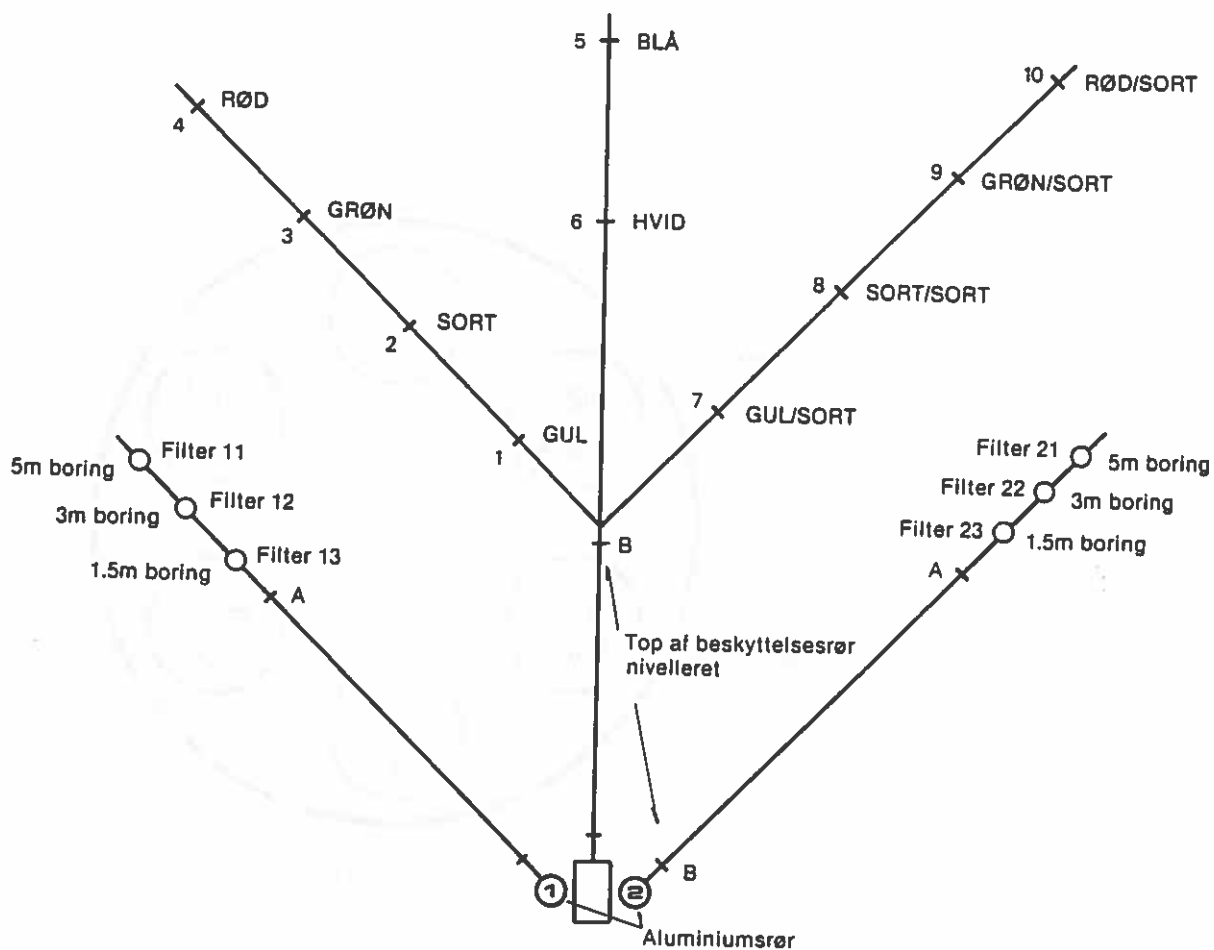 5 BLÅ
10 RØD/SORT
RØD
4
9 GRØN/SORT
GRØN
3
6 HVID
8 SORT/SORT
SORT
2
7 GUL/SORT
GUL
1
Filter 11
5m boring
Filter 12
3m boring
Filter 13
1.5m boring
A
Filter 21
5m boring
Filter 22
3m boring
Filter 23
1.5m boring
A
B
Top af beskyttelsesrør
nivelleret
B
1
2
Aluminiumsrør